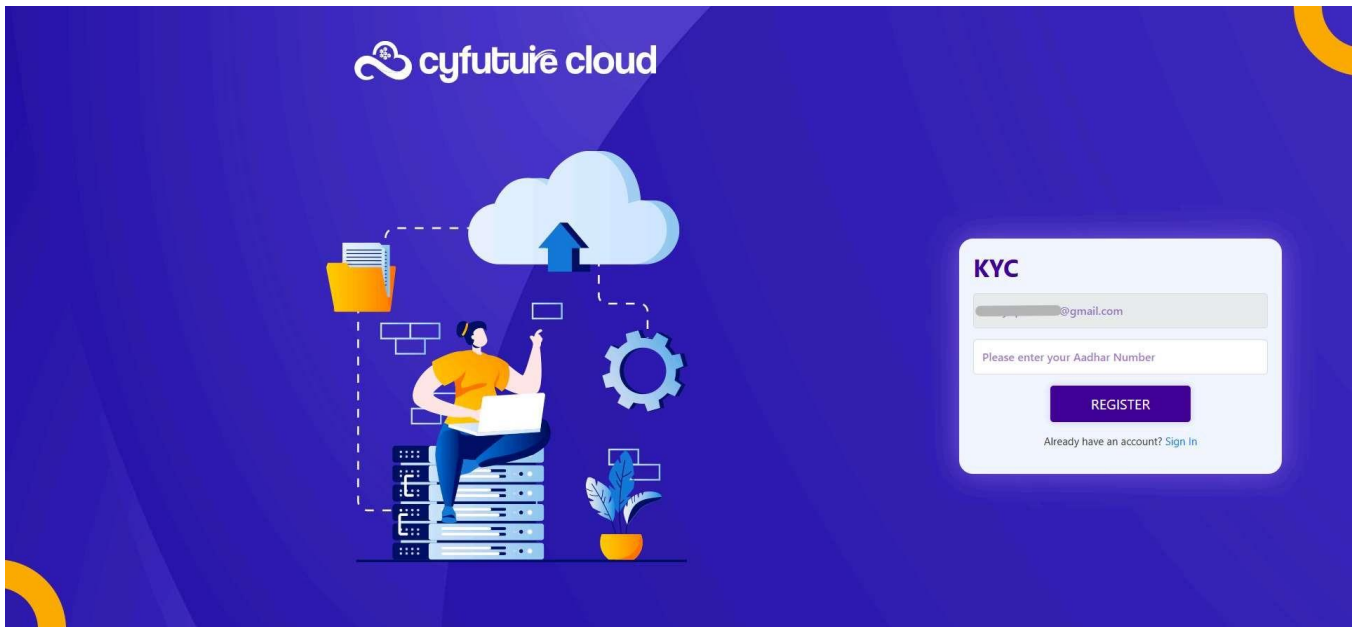 cyfuture cloud
KYC
@gmail.com
Please enter your Aadhar Number
REGISTER
Already have an account? Sign In